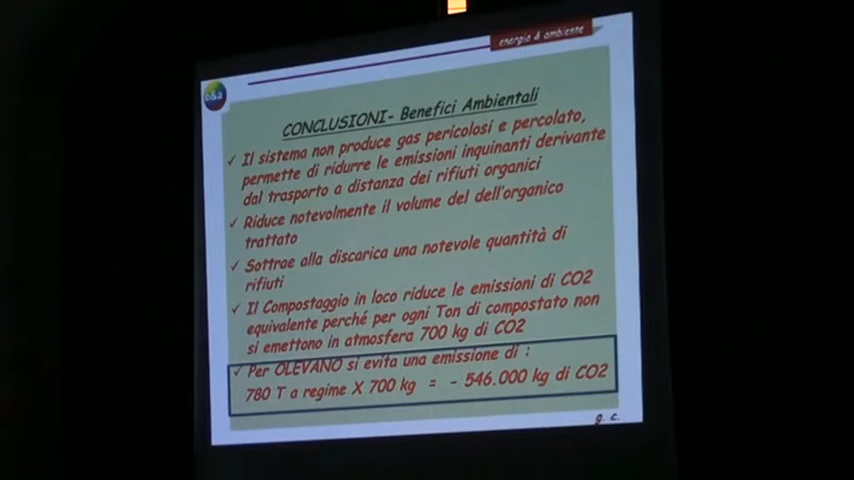 energia & ambiente
e&a
CONCLUSIONI- Benefici Ambientali
✓ Il sistema non produce gas pericolosi e percolato,
permette di ridurre le emissioni inquinanti derivante
dal trasporto a distanza dei rifiuti organici
✓ Riduce notevolmente il volume del dell'organico
trattato
✓ Sottrae alla discarica una notevole quantità di
rifiuti
✓ Il Compostaggio in loco riduce le emissioni di CO2
equivalente perché per ogni Ton di compostato non
si emettono in atmosfera 700 kg di CO2
✓ Per OLEVANO si evita una emissione di :
780 T a regime X 700 kg = - 546.000 kg di CO2
g. c.